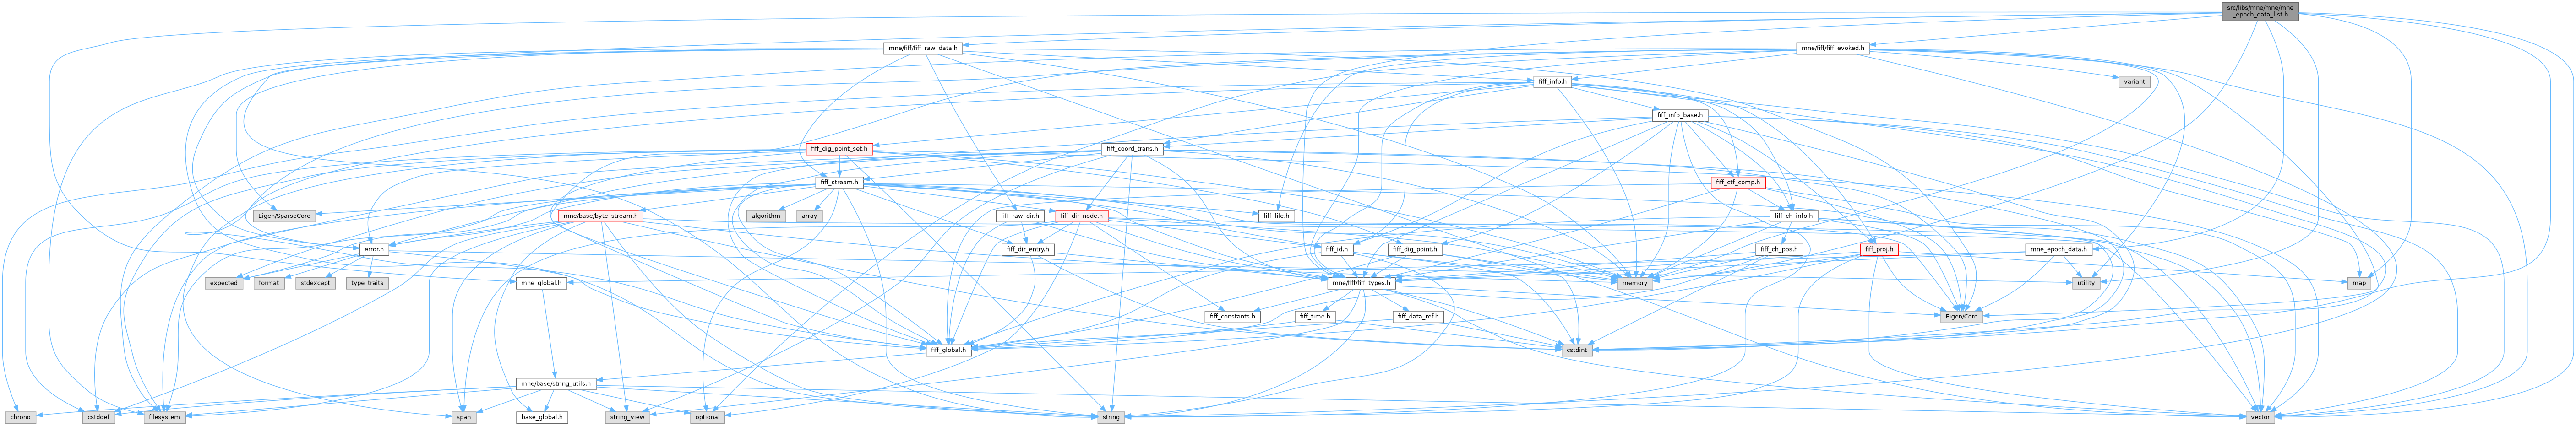 src/libs/mne/mne/mne
_epoch_data_list.h
mne/fiff/fiff_raw_data.h
mne/fiff/fiff_evoked.h
fiff_info.h
variant
fiff_info_base.h
fiff_dig_point_set.h
fiff_coord_trans.h
fiff_stream.h
fiff_ctf_comp.h
Eigen/SparseCore
mne/base/byte_stream.h
algorithm
array
fiff_raw_dir.h
fiff_dir_node.h
fiff_file.h
fiff_ch_info.h
error.h
fiff_dir_entry.h
fiff_id.h
fiff_dig_point.h
fiff_ch_pos.h
fiff_proj.h
mne_epoch_data.h
expected
format
stdexcept
type_traits
mne_global.h
mne/fiff/fiff_types.h
memory
utility
map
fiff_constants.h
fiff_time.h
fiff_data_ref.h
Eigen/Core
fiff_global.h
cstdint
mne/base/string_utils.h
chrono
cstddef
filesystem
span
base_global.h
string_view
optional
string
vector